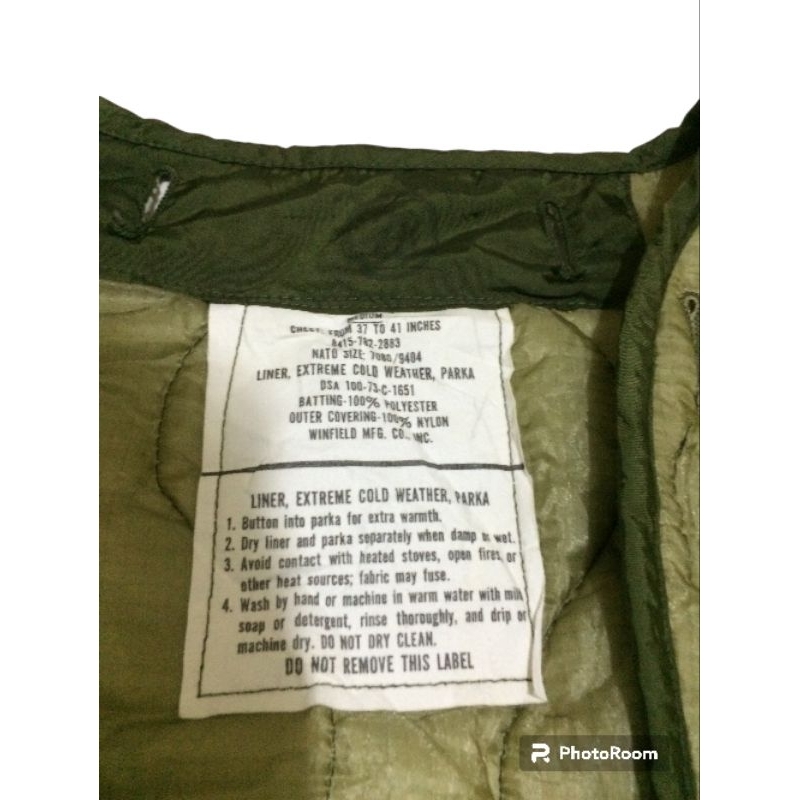 MEDIUM
CHEST: FROM 37 TO 41 INCHES
8415-782-2883
NATO SIZE: 7080/9404
LINER, EXTREME COLD WEATHER, PARKA
DSA 100-73-C-1651
BATTING-100% POLYESTER
OUTER COVERING-100% NYLON
WINFIELD MFG. CO., INC.
LINER, EXTREME COLD WEATHER, PARKA
1. Button into parka for extra warmth.
2. Dry liner and parka separately when damp or wet.
3. Avoid contact with heated stoves, open fires, or
other heat sources; fabric may fuse.
4. Wash by hand or machine in warm water with mild
soap or detergent, rinse thoroughly, and drip or
machine dry. DO NOT DRY CLEAN.
DO NOT REMOVE THIS LABEL
PhotoRoom